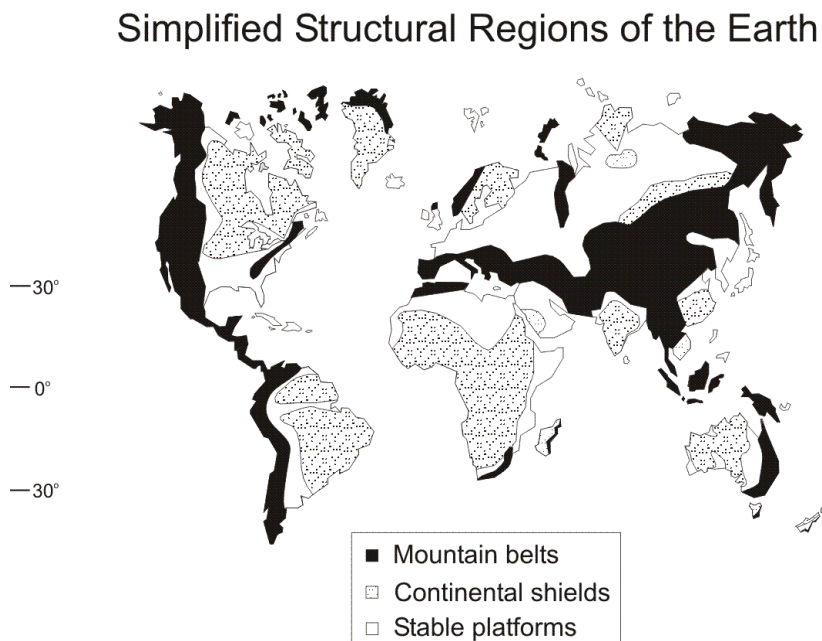 Simplified Structural Regions of the Earth
30°
0°
30°
Mountain belts
Continental shields
Stable platforms